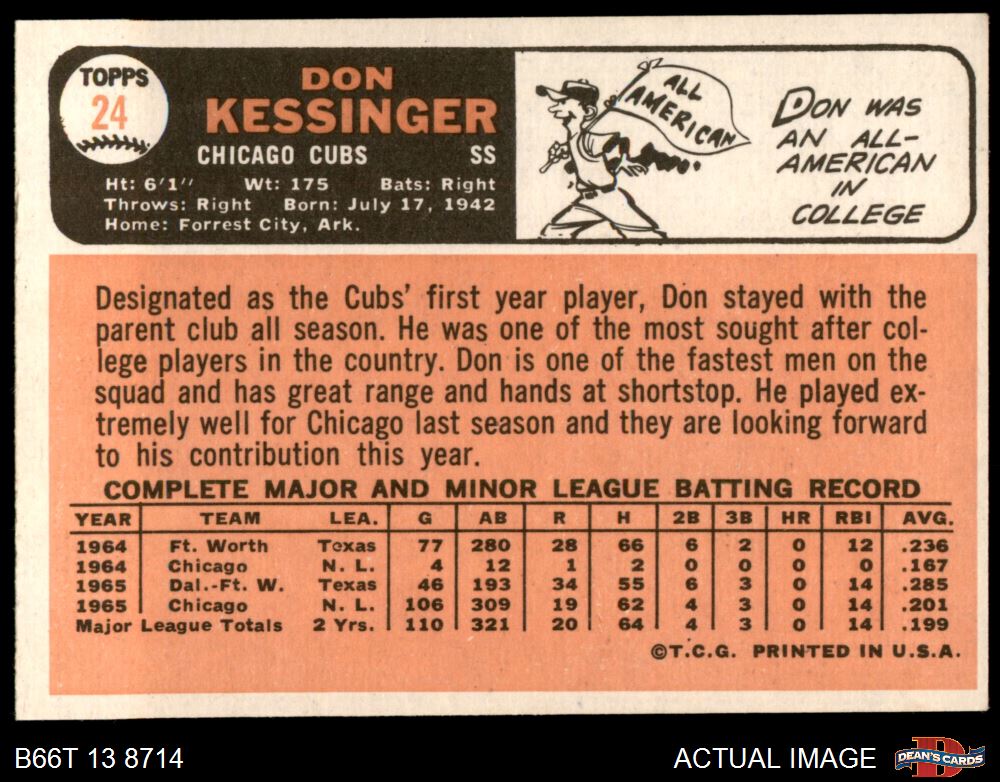 TOPPS
24
DON
KESSINGER
CHICAGO CUBS SS
Ht: 6'1" Wt: 175 Bats: Right
Throws: Right Born: July 17, 1942
Home: Forrest City, Ark.
ALL
AMERICAN
DON WAS
AN ALL-
AMERICAN
IN
COLLEGE
Designated as the Cubs' first year player, Don stayed with the
parent club all season. He was one of the most sought after col-
lege players in the country. Don is one of the fastest men on the
squad and has great range and hands at shortstop. He played ex-
tremely well for Chicago last season and they are looking forward
to his contribution this year.
COMPLETE MAJOR AND MINOR LEAGUE BATTING RECORD
YEAR TEAM LEA. G AB R H 2B 3B HR RBI AVG.
1964 Ft. Worth Texas 77 280 28 66 6 2 0 12 .236
1964 Chicago N. L. 4 12 1 2 0 0 0 0 .167
1965 Dal.-Ft. W. Texas 46 193 34 55 6 3 0 14 .285
1965 Chicago N. L. 106 309 19 62 4 3 0 14 .201
Major League Totals 2 Yrs. 110 321 20 64 4 3 0 14 .199
©T.C.G. PRINTED IN U.S.A.
B66T 13 8714 ACTUAL IMAGE
D
DEAN'S CARDS